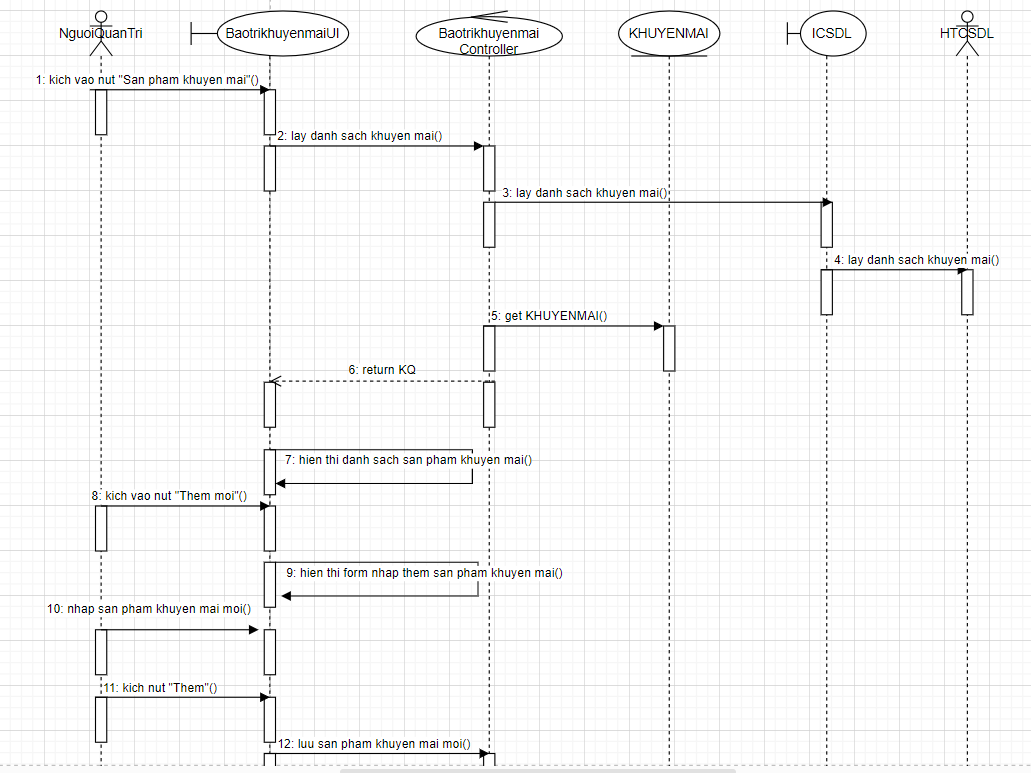 NguoiQuanTri
BaotrikhuyenmaiUI
Baotrikhuyenmai
Controller
KHUYENMAI
ICSDL
HTCSDL
1: kich vao nut "San pham khuyen mai"()
2: lay danh sach khuyen mai()
3: lay danh sach khuyen mai()
4: lay danh sach khuyen mai()
5: get KHUYENMAI()
6: return KQ
7: hien thi danh sach san pham khuyen mai()
8: kich vao nut "Them moi"()
9: hien thi form nhap them san pham khuyen mai()
10: nhap san pham khuyen mai moi()
11: kich nut "Them"()
12: luu san pham khuyen mai moi()